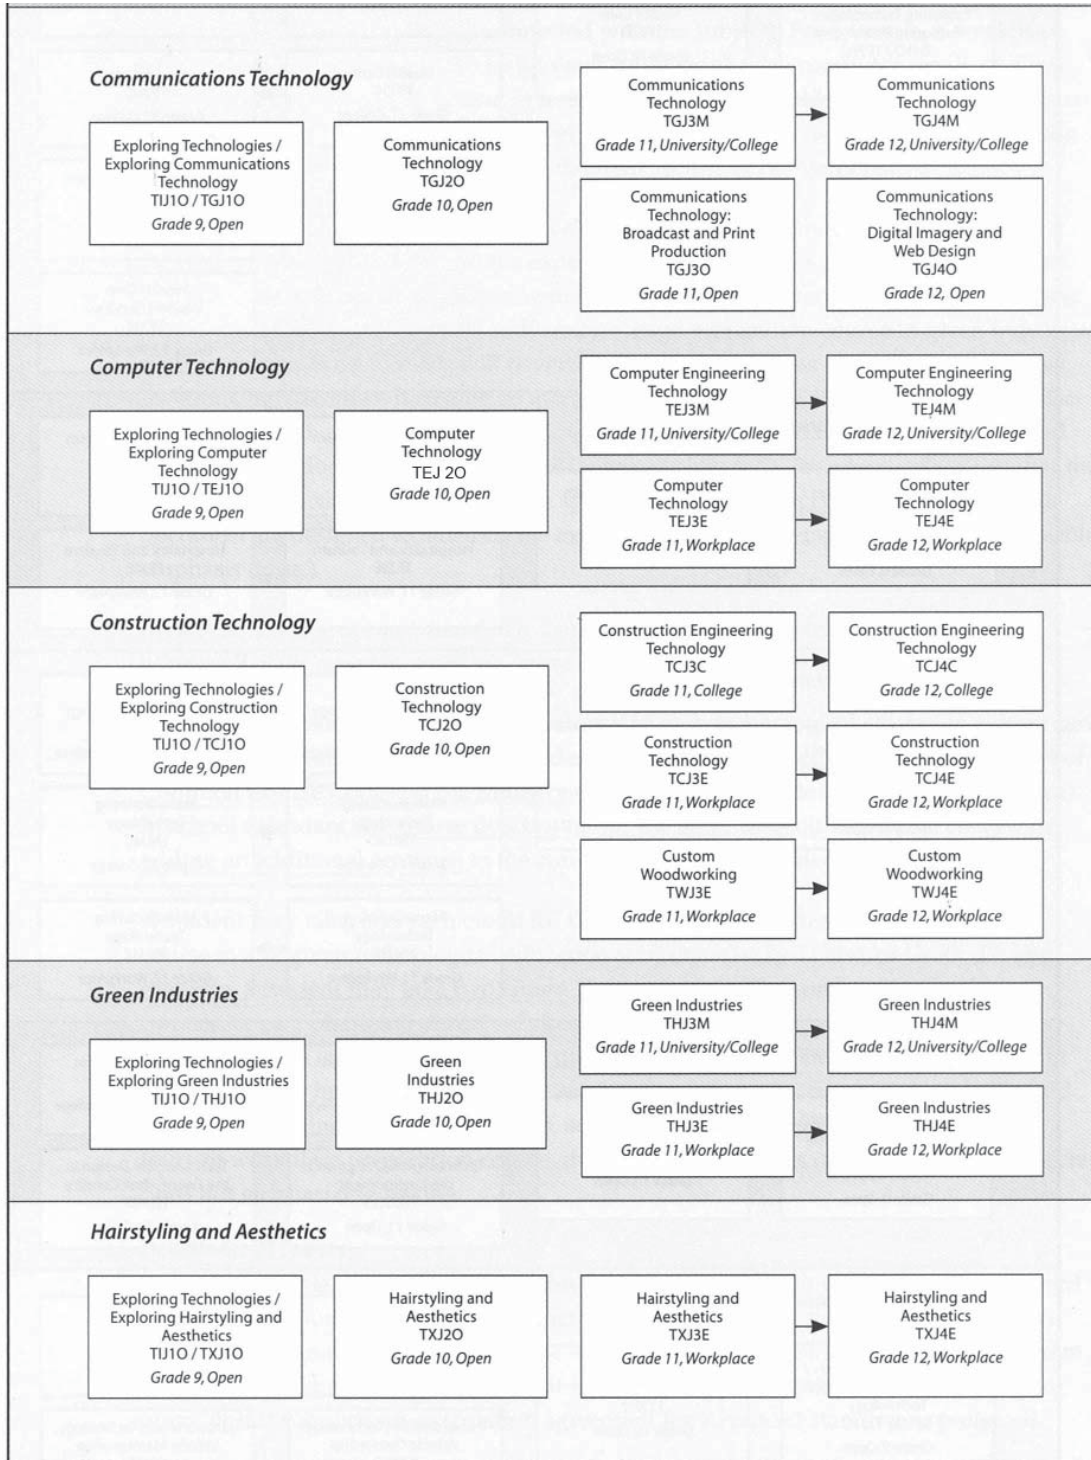 Communications Technology
Exploring Technologies /
Exploring Communications
Technology
TIJ1O / TGJ1O
Grade 9, Open
Communications
Technology
TGJ2O
Grade 10, Open
Communications
Technology
TGJ3M
Grade 11, University/College
Communications
Technology
TGJ4M
Grade 12, University/College
Communications
Technology:
Broadcast and Print
Production
TGJ3O
Grade 11, Open
Communications
Technology:
Digital Imagery and
Web Design
TGJ4O
Grade 12, Open
Computer Technology
Exploring Technologies /
Exploring Computer
Technology
TIJ1O / TEJ1O
Grade 9, Open
Computer
Technology
TEJ 2O
Grade 10, Open
Computer Engineering
Technology
TEJ3M
Grade 11, University/College
Computer Engineering
Technology
TEJ4M
Grade 12, University/College
Computer
Technology
TEJ3E
Grade 11, Workplace
Computer
Technology
TEJ4E
Grade 12, Workplace
Construction Technology
Exploring Technologies /
Exploring Construction
Technology
TIJ1O / TCJ1O
Grade 9, Open
Construction
Technology
TCJ2O
Grade 10, Open
Construction Engineering
Technology
TCJ3C
Grade 11, College
Construction Engineering
Technology
TCJ4C
Grade 12, College
Construction
Technology
TCJ3E
Grade 11, Workplace
Construction
Technology
TCJ4E
Grade 12, Workplace
Custom
Woodworking
TWJ3E
Grade 11, Workplace
Custom
Woodworking
TWJ4E
Grade 12, Workplace
Green Industries
Exploring Technologies /
Exploring Green Industries
TIJ1O / THJ1O
Grade 9, Open
Green
Industries
THJ2O
Grade 10, Open
Green Industries
THJ3M
Grade 11, University/College
Green Industries
THJ4M
Grade 12, University/College
Green Industries
THJ3E
Grade 11, Workplace
Green Industries
THJ4E
Grade 12, Workplace
Hairstyling and Aesthetics
Exploring Technologies /
Exploring Hairstyling and
Aesthetics
TIJ1O / TXJ1O
Grade 9, Open
Hairstyling and
Aesthetics
TXJ2O
Grade 10, Open
Hairstyling and
Aesthetics
TXJ3E
Grade 11, Workplace
Hairstyling and
Aesthetics
TXJ4E
Grade 12, Workplace